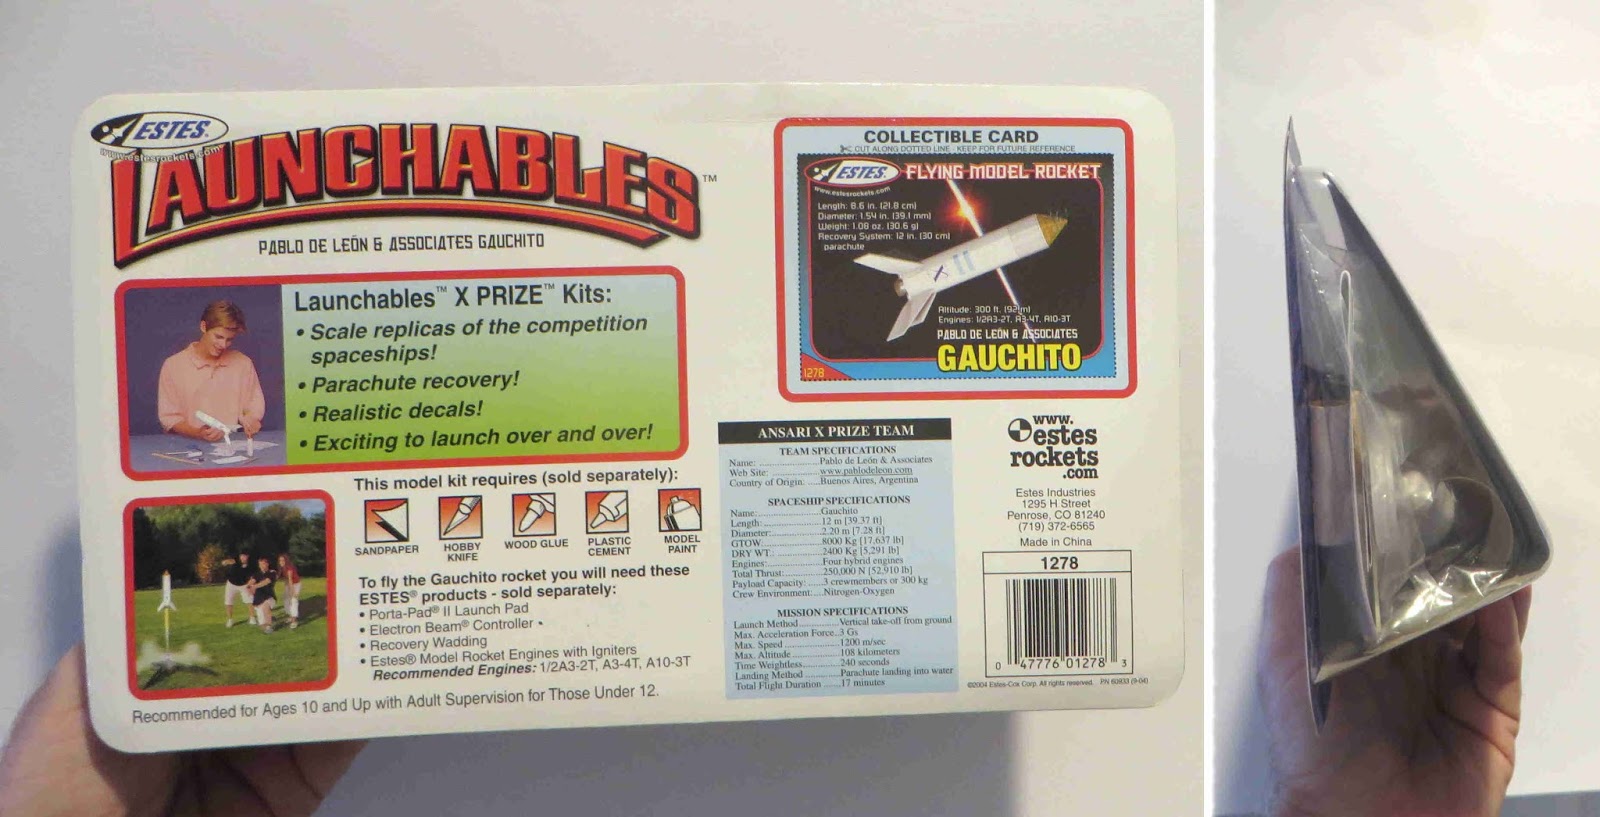 ESTES®
www.estesrockets.com
LAUNCHABLES™
PABLO DE LEÓN & ASSOCIATES GAUCHITO
Launchables™ X PRIZE™ Kits:
• Scale replicas of the competition
spaceships!
• Parachute recovery!
• Realistic decals!
• Exciting to launch over and over!
This model kit requires (sold separately):
SANDPAPER
HOBBY
KNIFE
WOOD GLUE
PLASTIC
CEMENT
MODEL
PAINT
To fly the Gauchito rocket you will need these
ESTES® products - sold separately:
• Porta-Pad® II Launch Pad
• Electron Beam® Controller •
• Recovery Wadding
• Estes® Model Rocket Engines with Igniters
Recommended Engines: 1/2A3-2T, A3-4T, A10-3T
Recommended for Ages 10 and Up with Adult Supervision for Those Under 12.
COLLECTIBLE CARD
CUT ALONG DOTTED LINE - KEEP FOR FUTURE REFERENCE
ESTES® FLYING MODEL ROCKET
www.estesrockets.com
Length: 8.6 in. (21.8 cm)
Diameter: 1.54 in. (39.1 mm)
Weight: 1.08 oz. (30.6 g)
Recovery System: 12 in. (30 cm)
parachute
Altitude: 300 ft. (92 m)
Engines: 1/2A3-2T, A3-4T, A10-3T
PABLO DE LEÓN & ASSOCIATES
GAUCHITO
1278
ANSARI X PRIZE TEAM
TEAM SPECIFICATIONS
Name: Pablo de León & Associates
Web Site: www.pablodeleon.com
Country of Origin: Buenos Aires, Argentina
SPACESHIP SPECIFICATIONS
Name: Gauchito
Length: 12 m [39.37 ft]
Diameter: 2.20 m [7.28 ft]
GTOW: 8000 Kg [17,637 lb]
DRY WT.: 2400 Kg [5,291 lb]
Engines: Four hybrid engines
Total Thrust: 250,000 N [52,910 lb]
Payload Capacity: 3 crewmembers or 300 kg
Crew Environment: Nitrogen-Oxygen
MISSION SPECIFICATIONS
Launch Method Vertical take-off from ground
Max. Acceleration Force 3 Gs
Max. Speed 1200 m/sec
Max. Altitude 108 kilometers
Time Weightless 240 seconds
Landing Method Parachute landing into water
Total Flight Duration 17 minutes
www.
estes
rockets
.com
Estes Industries
1295 H Street
Penrose, CO 81240
(719) 372-6565
Made in China
1278
0 47776 01278 3
©2004 Estes-Cox Corp. All rights reserved. PN 60933 (9-04)